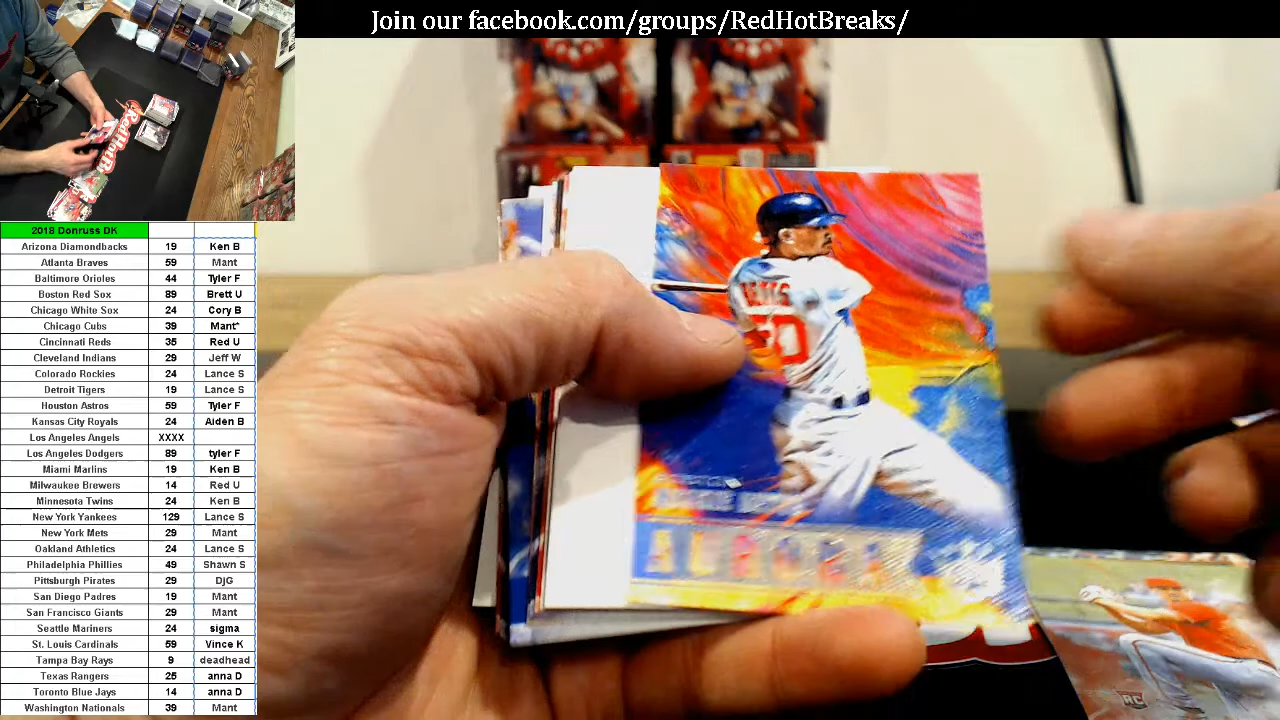 Join our facebook.com/groups/RedHotBreaks/
2018 Donruss DK
Arizona Diamondbacks 19 Ken B
Atlanta Braves 59 Mant
Baltimore Orioles 44 Tyler F
Boston Red Sox 89 Brett U
Chicago White Sox 24 Cory B
Chicago Cubs 39 Mant*
Cincinnati Reds 35 Red U
Cleveland Indians 29 Jeff W
Colorado Rockies 24 Lance S
Detroit Tigers 19 Lance S
Houston Astros 59 Tyler F
Kansas City Royals 24 Aiden B
Los Angeles Angels XXXX
Los Angeles Dodgers 89 tyler F
Miami Marlins 19 Ken B
Milwaukee Brewers 14 Red U
Minnesota Twins 24 Ken B
New York Yankees 129 Lance S
New York Mets 29 Mant
Oakland Athletics 24 Lance S
Philadelphia Phillies 49 Shawn S
Pittsburgh Pirates 29 DjG
San Diego Padres 19 Mant
San Francisco Giants 29 Mant
Seattle Mariners 24 sigma
St. Louis Cardinals 59 Vince K
Tampa Bay Rays 9 deadhead
Texas Rangers 25 anna D
Toronto Blue Jays 14 anna D
Washington Nationals 39 Mant
50
RC